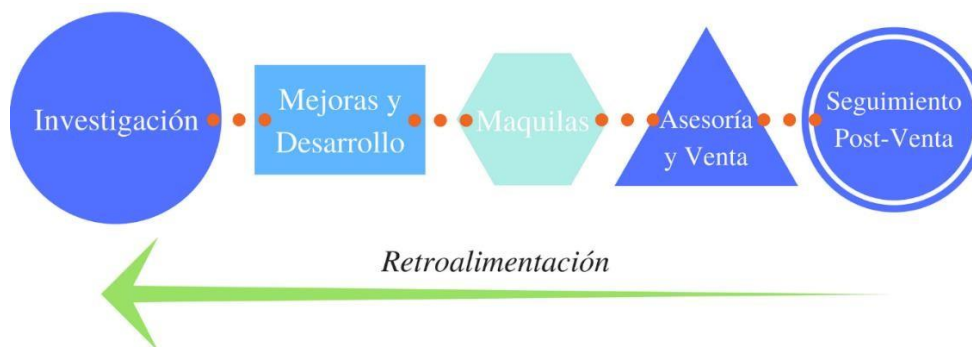 Investigación
Mejoras y
Desarrollo
Maquilas
Asesoría
y Venta
Seguimiento
Post-Venta
Retroalimentación